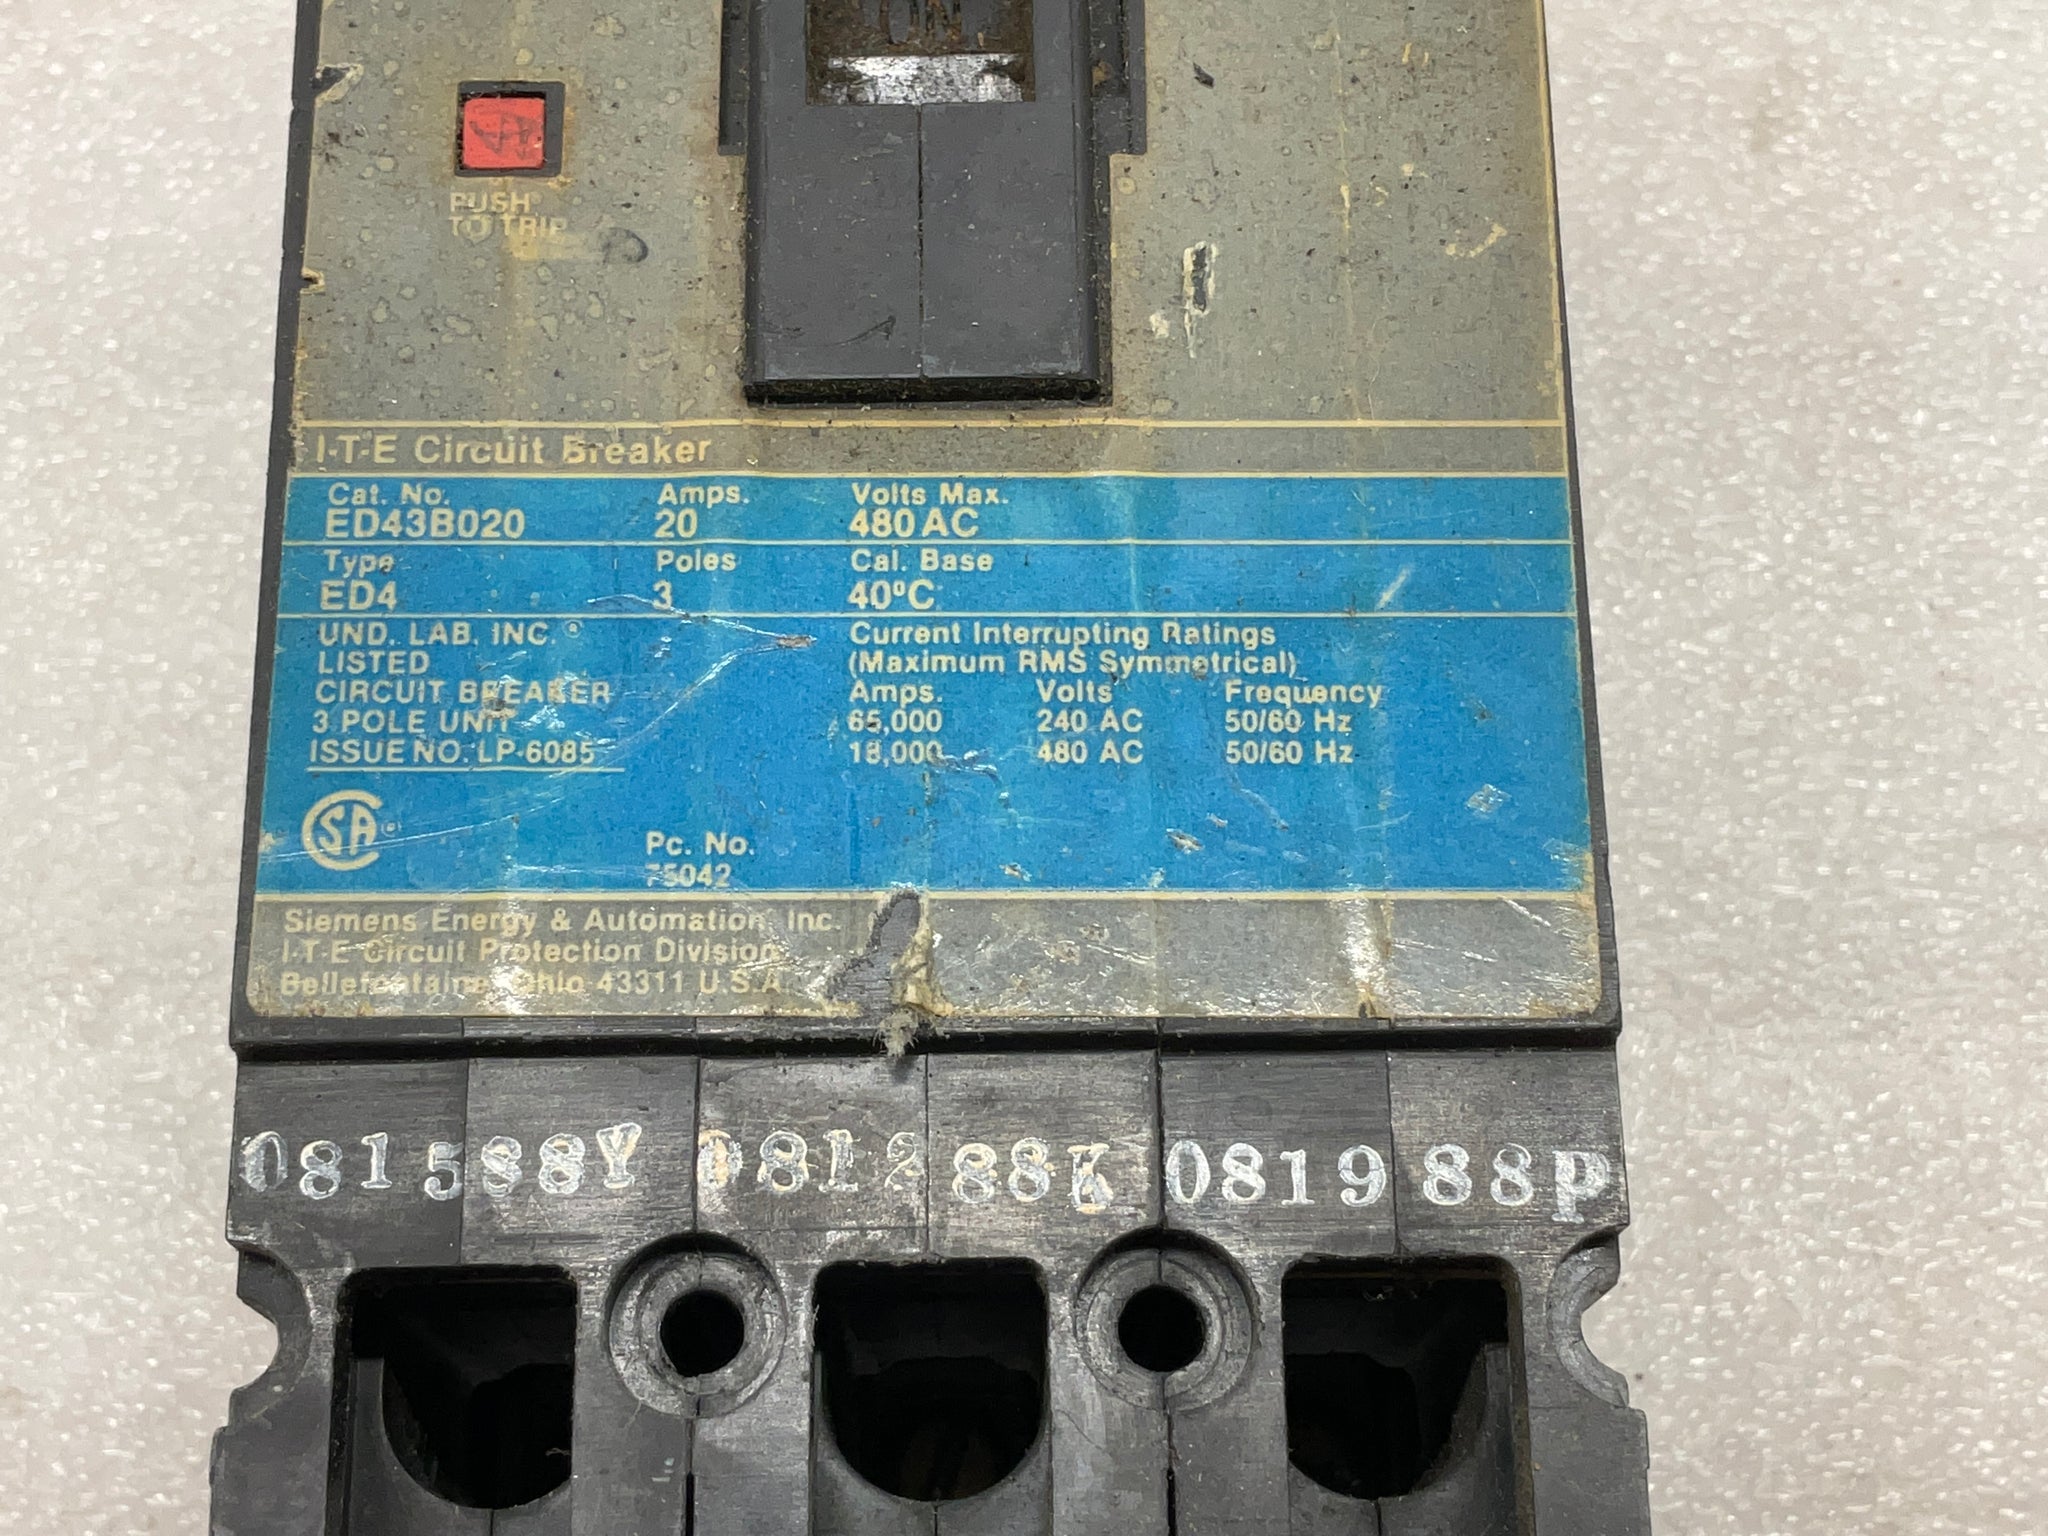 ON
PUSH
TO TRIP
I-T-E Circuit Breaker
Cat. No. Amps. Volts Max.
ED43B020 20 480 AC
Type Poles Cal. Base
ED4 3 40°C
UND. LAB. INC.® Current Interrupting Ratings
LISTED (Maximum RMS Symmetrical)
CIRCUIT BREAKER Amps. Volts Frequency
3 POLE UNIT 65,000 240 AC 50/60 Hz
ISSUE NO. LP-6085 18,000 480 AC 50/60 Hz
CSA®
Pc. No.
75042
Siemens Energy & Automation, Inc.
I-T-E Circuit Protection Division
Bellefontaine, Ohio 43311 U.S.A.
081588Y 081288K 081988P